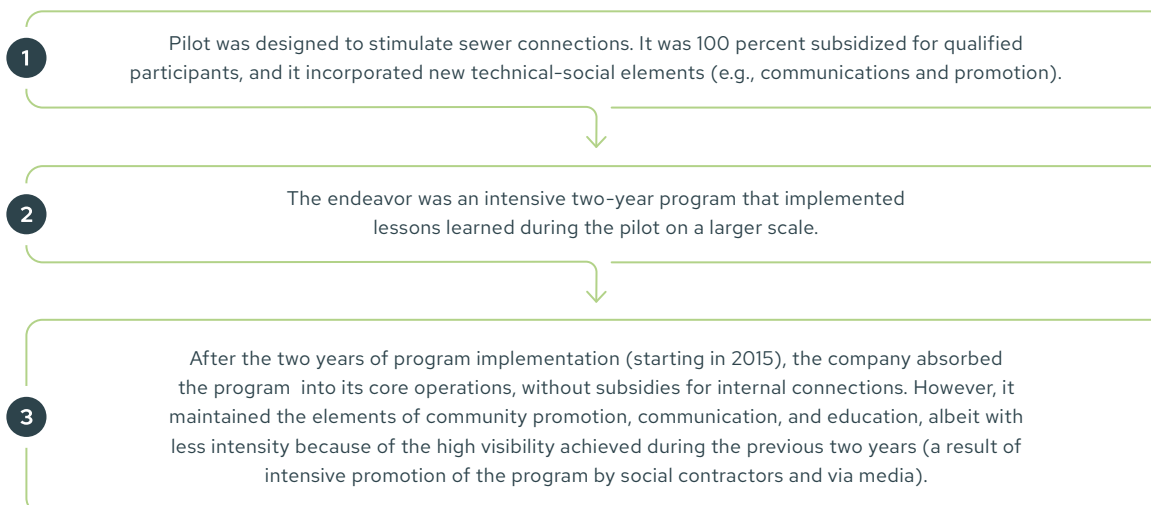 1
Pilot was designed to stimulate sewer connections. It was 100 percent subsidized for qualified
participants, and it incorporated new technical-social elements (e.g., communications and promotion).
2
The endeavor was an intensive two-year program that implemented
lessons learned during the pilot on a larger scale.
3
After the two years of program implementation (starting in 2015), the company absorbed
the program  into its core operations, without subsidies for internal connections. However, it
maintained the elements of community promotion, communication, and education, albeit with
less intensity because of the high visibility achieved during the previous two years (a result of
intensive promotion of the program by social contractors and via media).